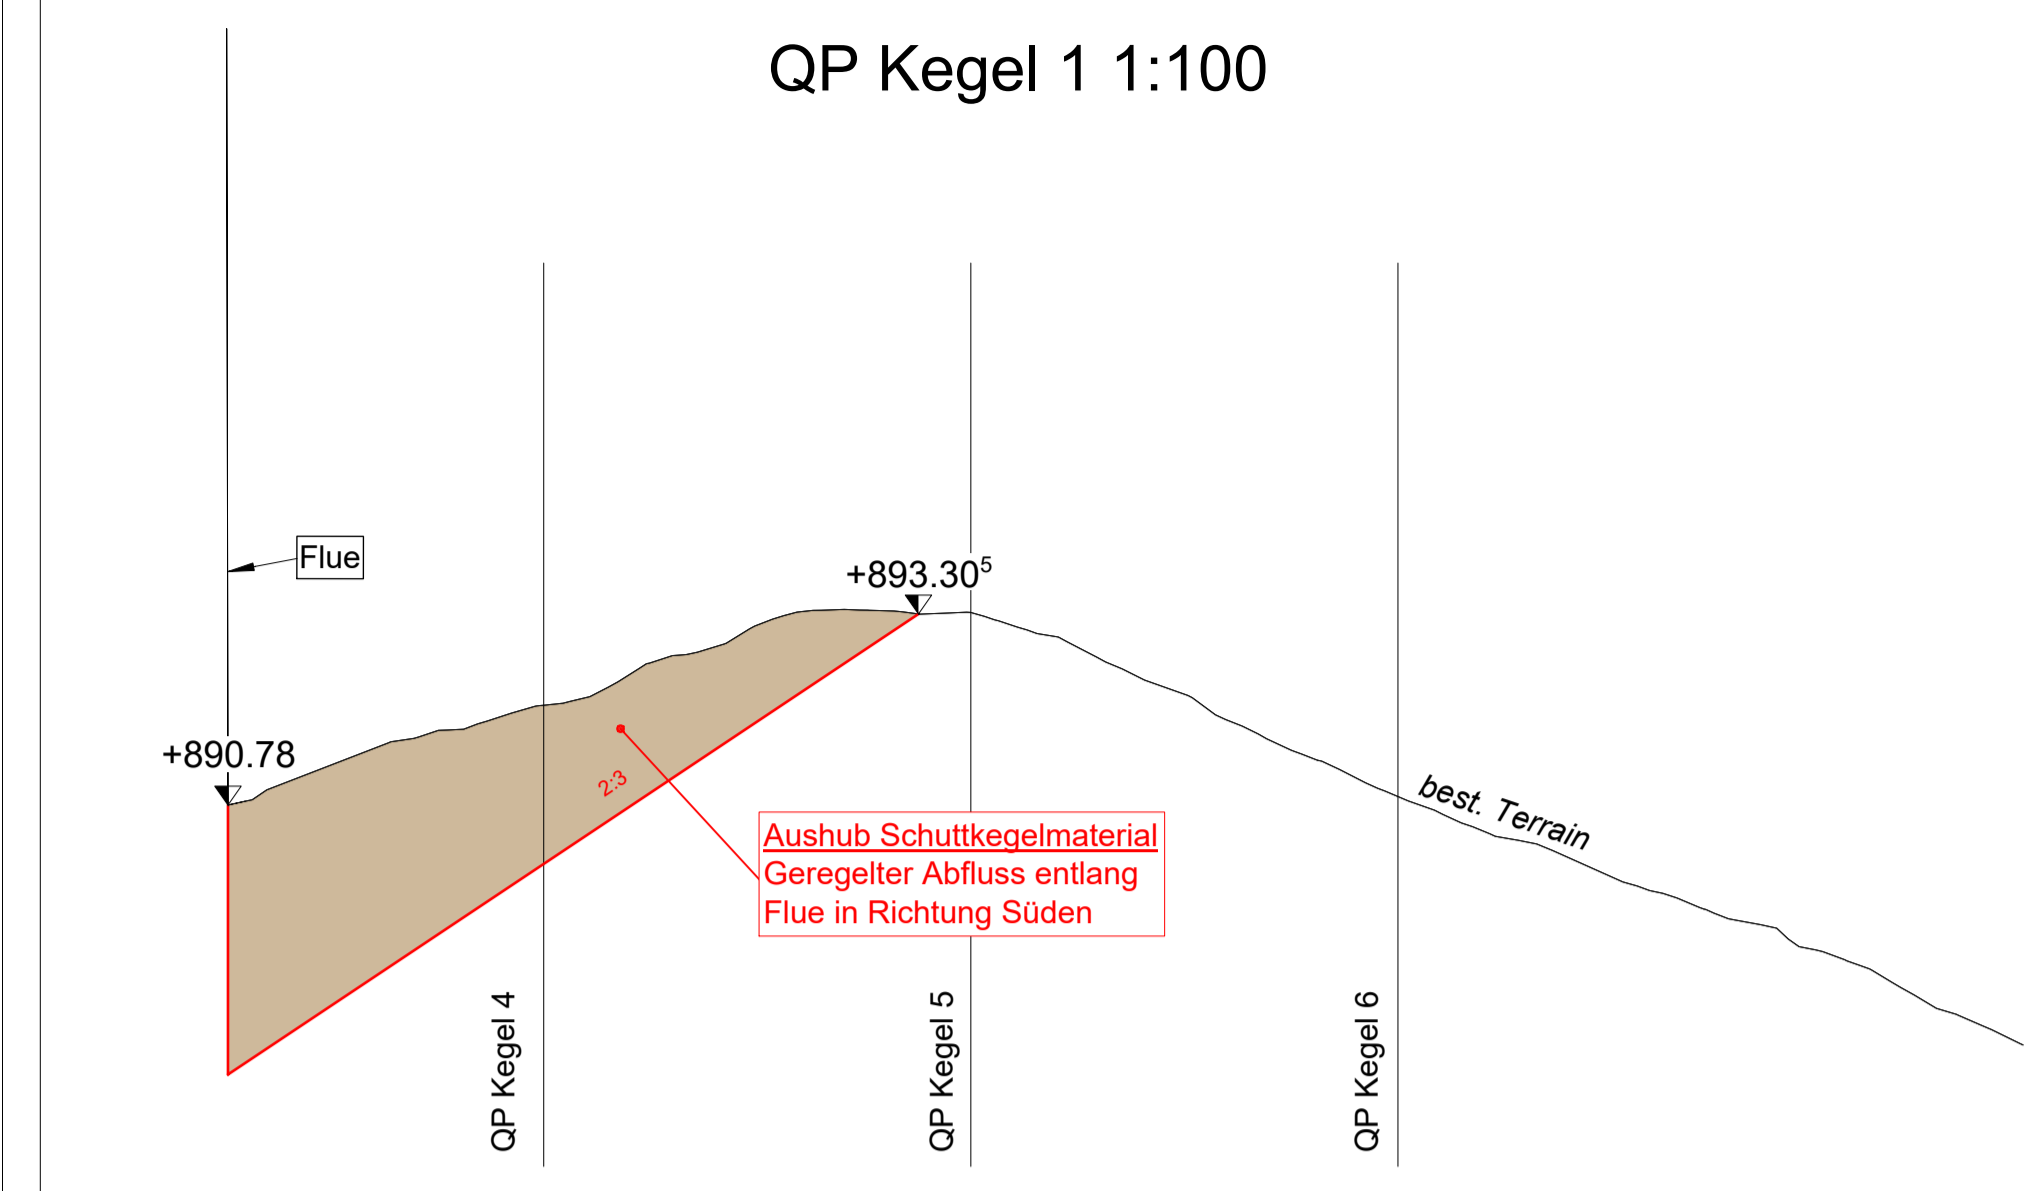 QP Kegel 1 1:100
Flue
+893.30⁵
+890.78
2:3
best. Terrain
Aushub Schuttkegelmaterial
Geregelter Abfluss entlang
Flue in Richtung Süden
QP Kegel 4
QP Kegel 5
QP Kegel 6